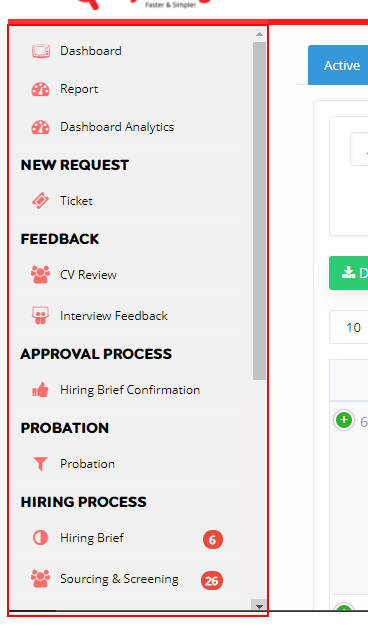 Faster & Simpler
Dashboard
Active
Report
Dashboard Analytics
NEW REQUEST
Ticket
FEEDBACK
CV Review
Interview Feedback
10
APPROVAL PROCESS
Hiring Brief Confirmation
PROBATION
6
Probation
HIRING PROCESS
Hiring Brief 6
Sourcing & Screening 26